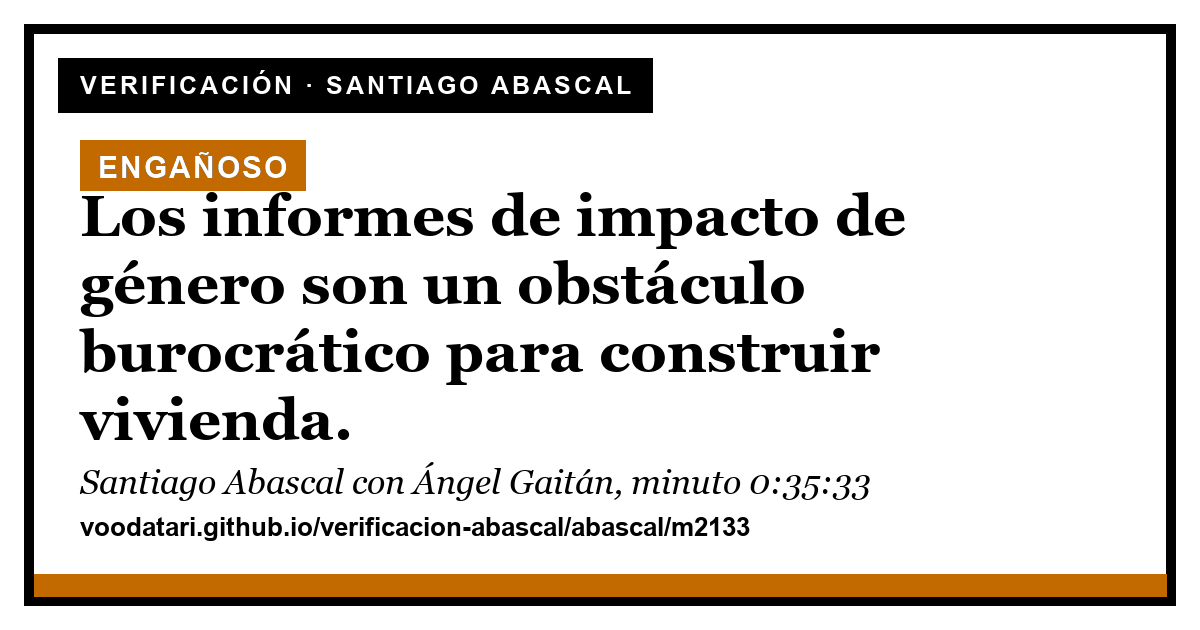 VERIFICACIÓN · SANTIAGO ABASCAL
ENGAÑOSO
Los informes de impacto de
género son un obstáculo
burocrático para construir
vivienda.
Santiago Abascal con Ángel Gaitán, minuto 0:35:33
voodatari.github.io/verificacion-abascal/abascal/m2133